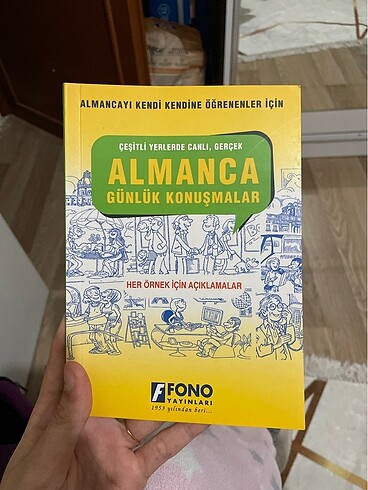 ALMANCAYI KENDİ KENDİNE ÖĞRENENLER İÇİN
ÇEŞİTLİ YERLERDE CANLI, GERÇEK
ALMANCA
GÜNLÜK KONUŞMALAR
HER ÖRNEK İÇİN AÇIKLAMALAR
FONO
YAYINLARI
1953 yılından beri...